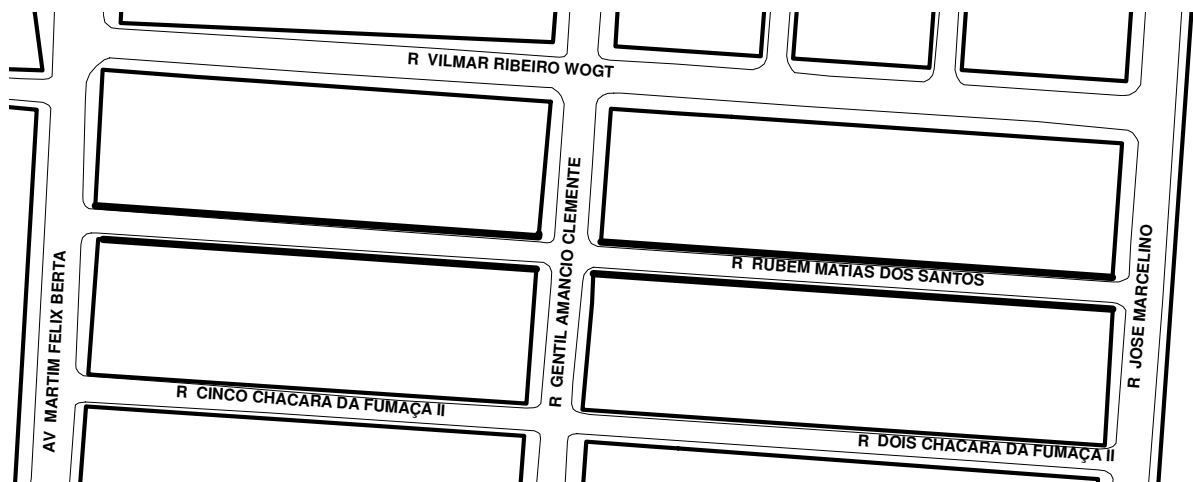 R VILMAR RIBEIRO WOGT
R GENTIL AMANCIO CLEMENTE
R RUBEM MATIAS DOS SANTOS
R JOSE MARCELINO
AV MARTIM FELIX BERTA
R CINCO CHACARA DA FUMAÇA II
R DOIS CHACARA DA FUMAÇA II